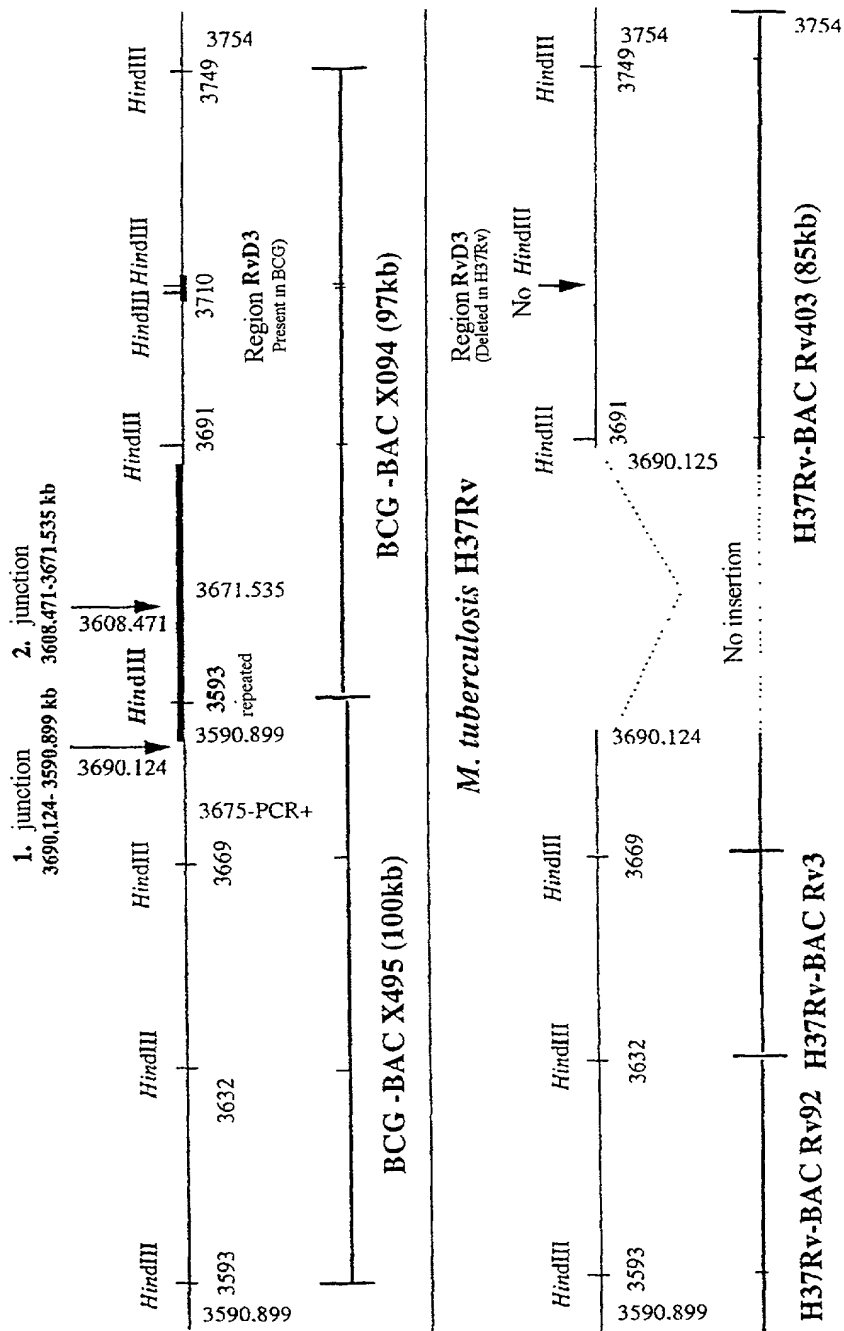 1. junction
3690,124- 3590.899 kb
2. junction
3608.471-3671.535 kb
3690.124
3608.471
HindIII
HindIII
HindIII
HindIII
HindIII
HindIII HindIII
HindIII
3590.899
3593
3632
3669
3675-PCR+
3590.899
3593
repeated
3671.535
3691
3710
3749
3754
Region RvD3
Present in BCG)
BCG -BAC X495 (100kb)
BCG -BAC X094 (97kb)
M. tuberculosis H37Rv
Region RvD3
(Deleted in H37Rv)
No HindIII
HindIII
HindIII
HindIII
HindIII
HindIII
3590.899
3593
3632
3669
3690.124
3690.125
3691
3749
3754
No insertion
3754
H37Rv-BAC Rv92
H37Rv-BAC Rv3
H37Rv-BAC Rv403 (85kb)